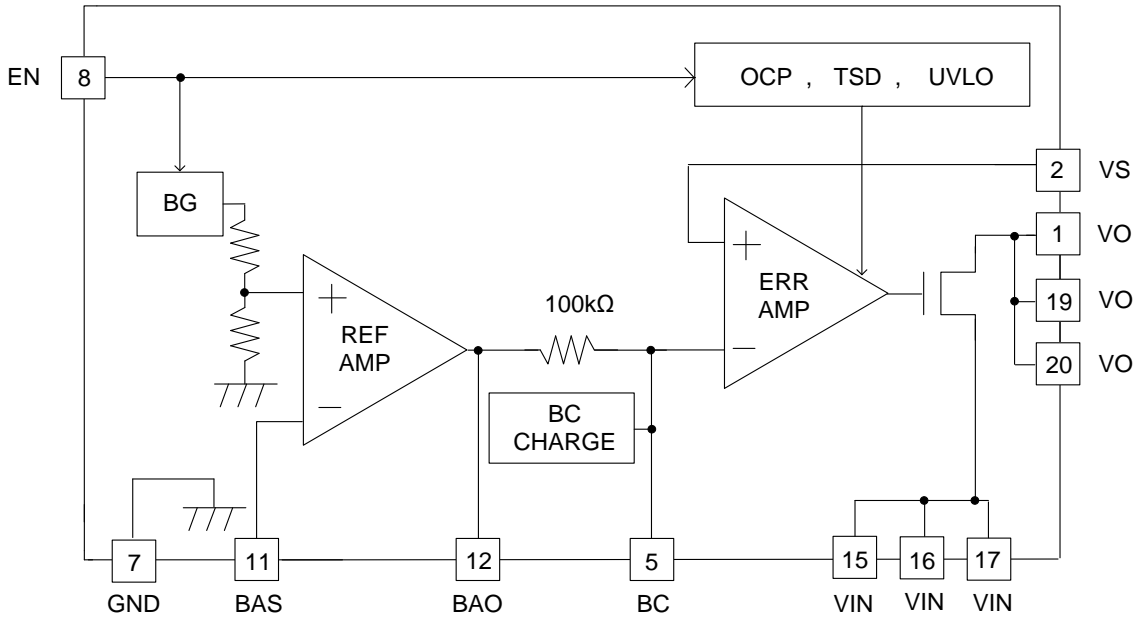 EN
8
OCP , TSD , UVLO
BG
2
VS
1
VO
19
VO
20
VO
+
REF
AMP
−
100kΩ
+
ERR
AMP
−
BC
CHARGE
7
11
12
5
15
16
17
GND
BAS
BAO
BC
VIN
VIN
VIN